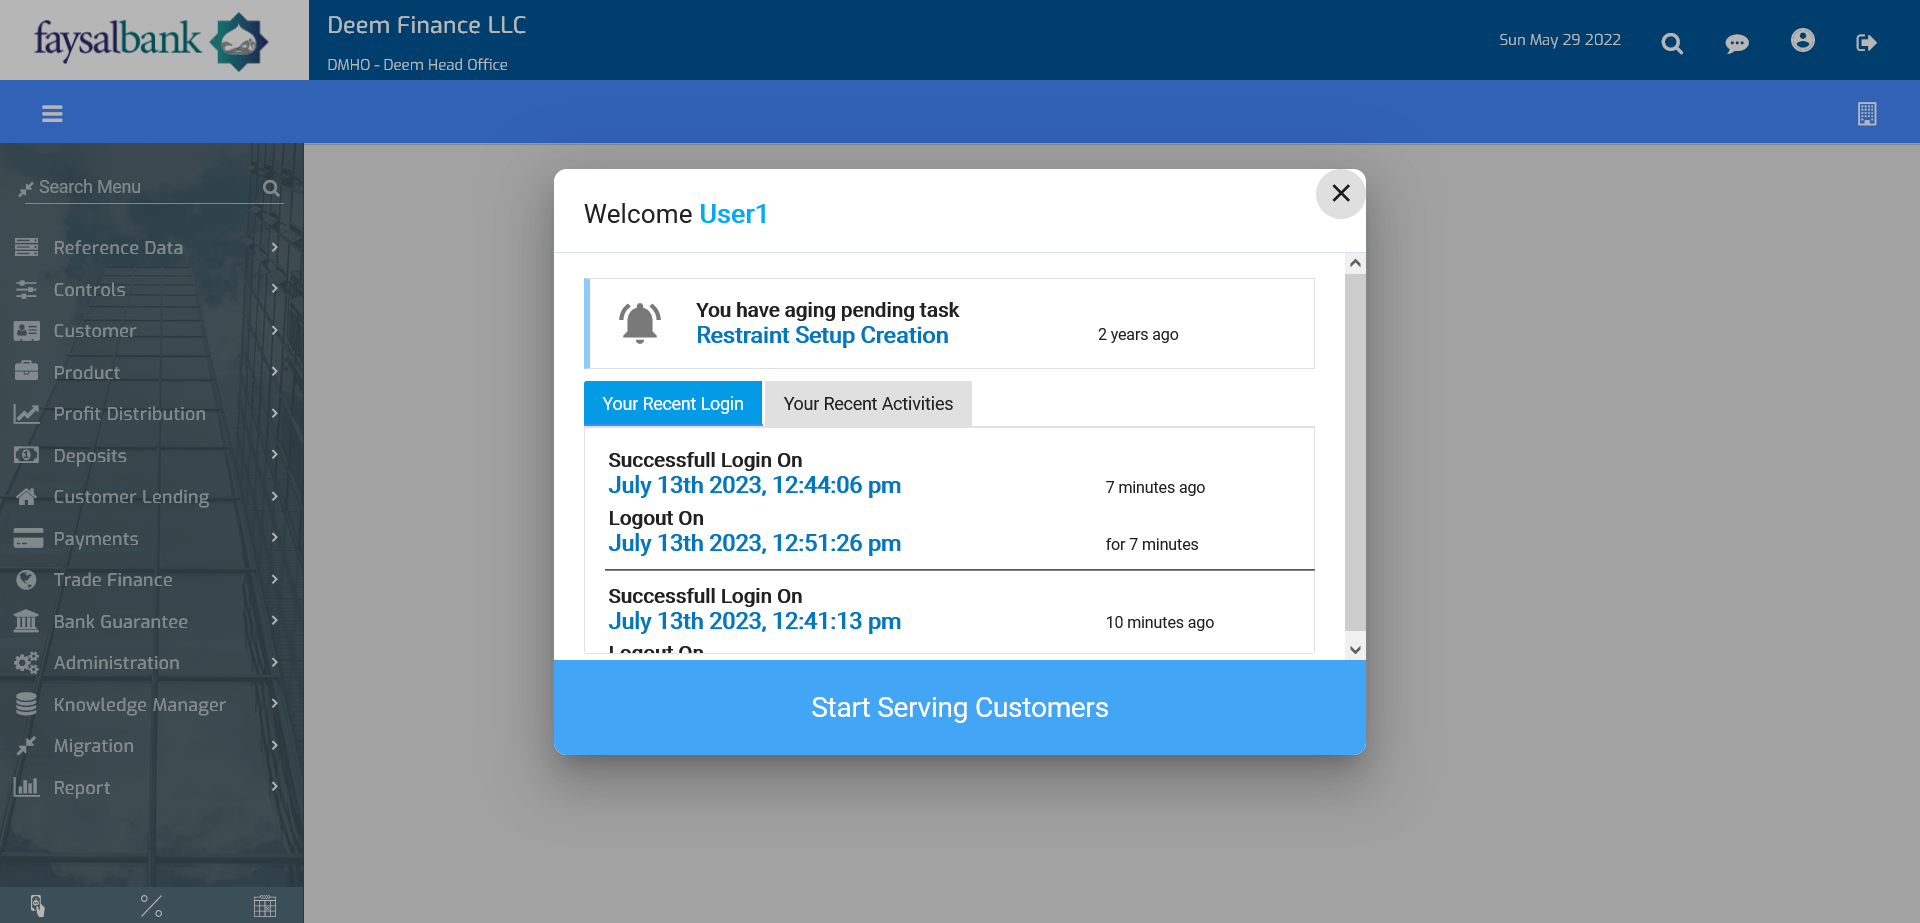 faysalbank
Deem Finance LLC
DMHO - Deem Head Office
Sun May 29 2022
Search Menu
Reference Data
Controls
Customer
Product
Profit Distribution
Deposits
Customer Lending
Payments
Trade Finance
Bank Guarantee
Administration
Knowledge Manager
Migration
Report
Welcome User1
You have aging pending task
Restraint Setup Creation
2 years ago
Your Recent Login
Your Recent Activities
Successfull Login On
July 13th 2023, 12:44:06 pm
7 minutes ago
Logout On
July 13th 2023, 12:51:26 pm
for 7 minutes
Successfull Login On
July 13th 2023, 12:41:13 pm
10 minutes ago
Logout On
Start Serving Customers